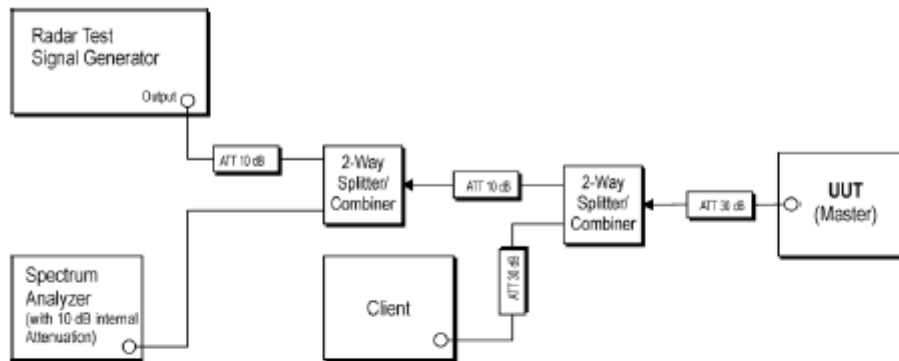 Radar Test
Signal Generator
Output
ATT 10 dB
2-Way
Splitter/
Combiner
ATT 10 dB
2-Way
Splitter/
Combiner
ATT 30 dB
UUT
(Master)
Spectrum
Analyzer
(with 10 dB internal
Attenuation)
Client
ATT 30 dB